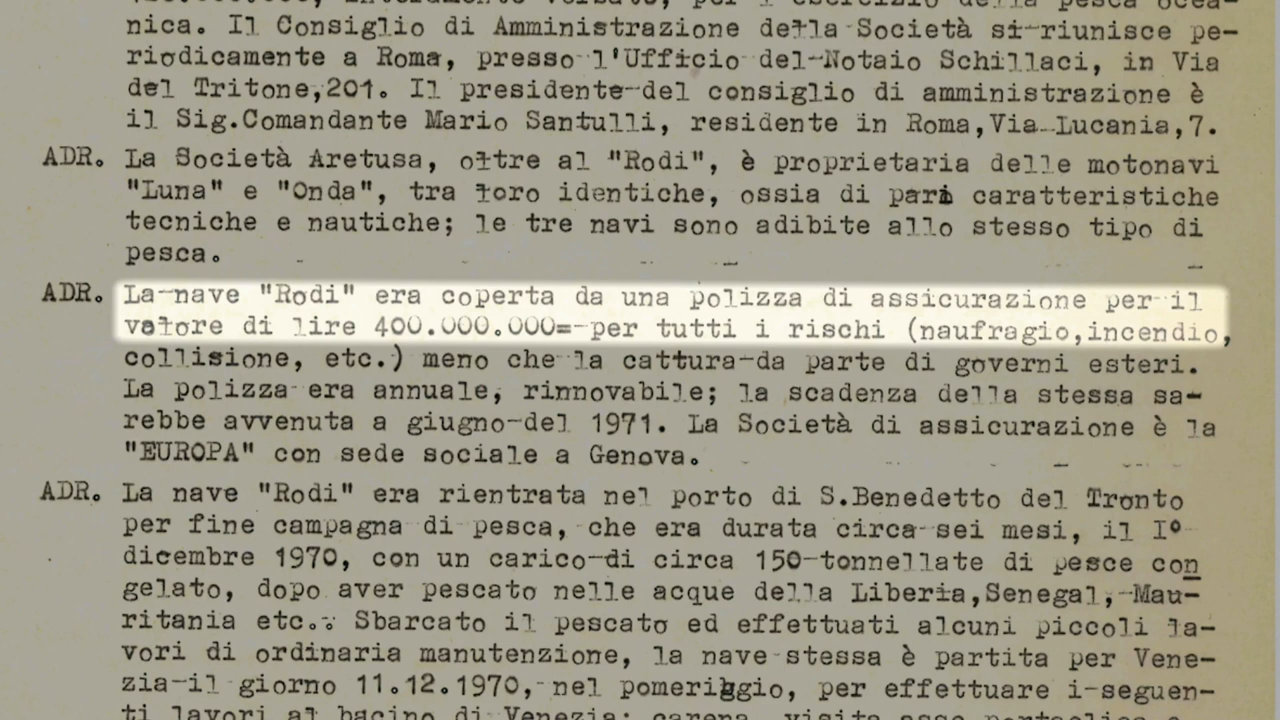 nica. Il Consiglio di Amministrazione della Società si riunisce pe-
riodicamente a Roma, presso l'Ufficio del Notaio Schillaci, in Via
del Tritone,201. Il presidente del consiglio di amministrazione è
il Sig.Comandante Mario Santulli, residente in Roma,Via Lucania,7.
ADR. La Società Aretusa, oltre al "Rodi", è proprietaria delle motonavi
"Luna" e "Onda", tra loro identiche, ossia di pari caratteristiche
tecniche e nautiche; le tre navi sono adibite allo stesso tipo di
pesca.
ADR. La nave "Rodi" era coperta da una polizza di assicurazione per il
valore di lire 400.000.000= per tutti i rischi (naufragio,incendio,
collisione, etc.) meno che la cattura da parte di governi esteri.
La polizza era annuale, rinnovabile; la scadenza della stessa sa-
rebbe avvenuta a giugno del 1971. La Società di assicurazione è la
"EUROPA" con sede sociale a Genova.
ADR. La nave "Rodi" era rientrata nel porto di S.Benedetto del Tronto
per fine campagna di pesca, che era durata circa sei mesi, il I°
dicembre 1970, con un carico di circa 150 tonnellate di pesce con
gelato, dopo aver pescato nelle acque della Liberia,Senegal, Mau-
ritania etc.. Sbarcato il pescato ed effettuati alcuni piccoli la-
vori di ordinaria manutenzione, la nave stessa è partita per Vene-
zia il giorno 11.12.1970, nel pomeriggio, per effettuare i seguen-
ti lavori al bacino di Venezia: carena, visita asse